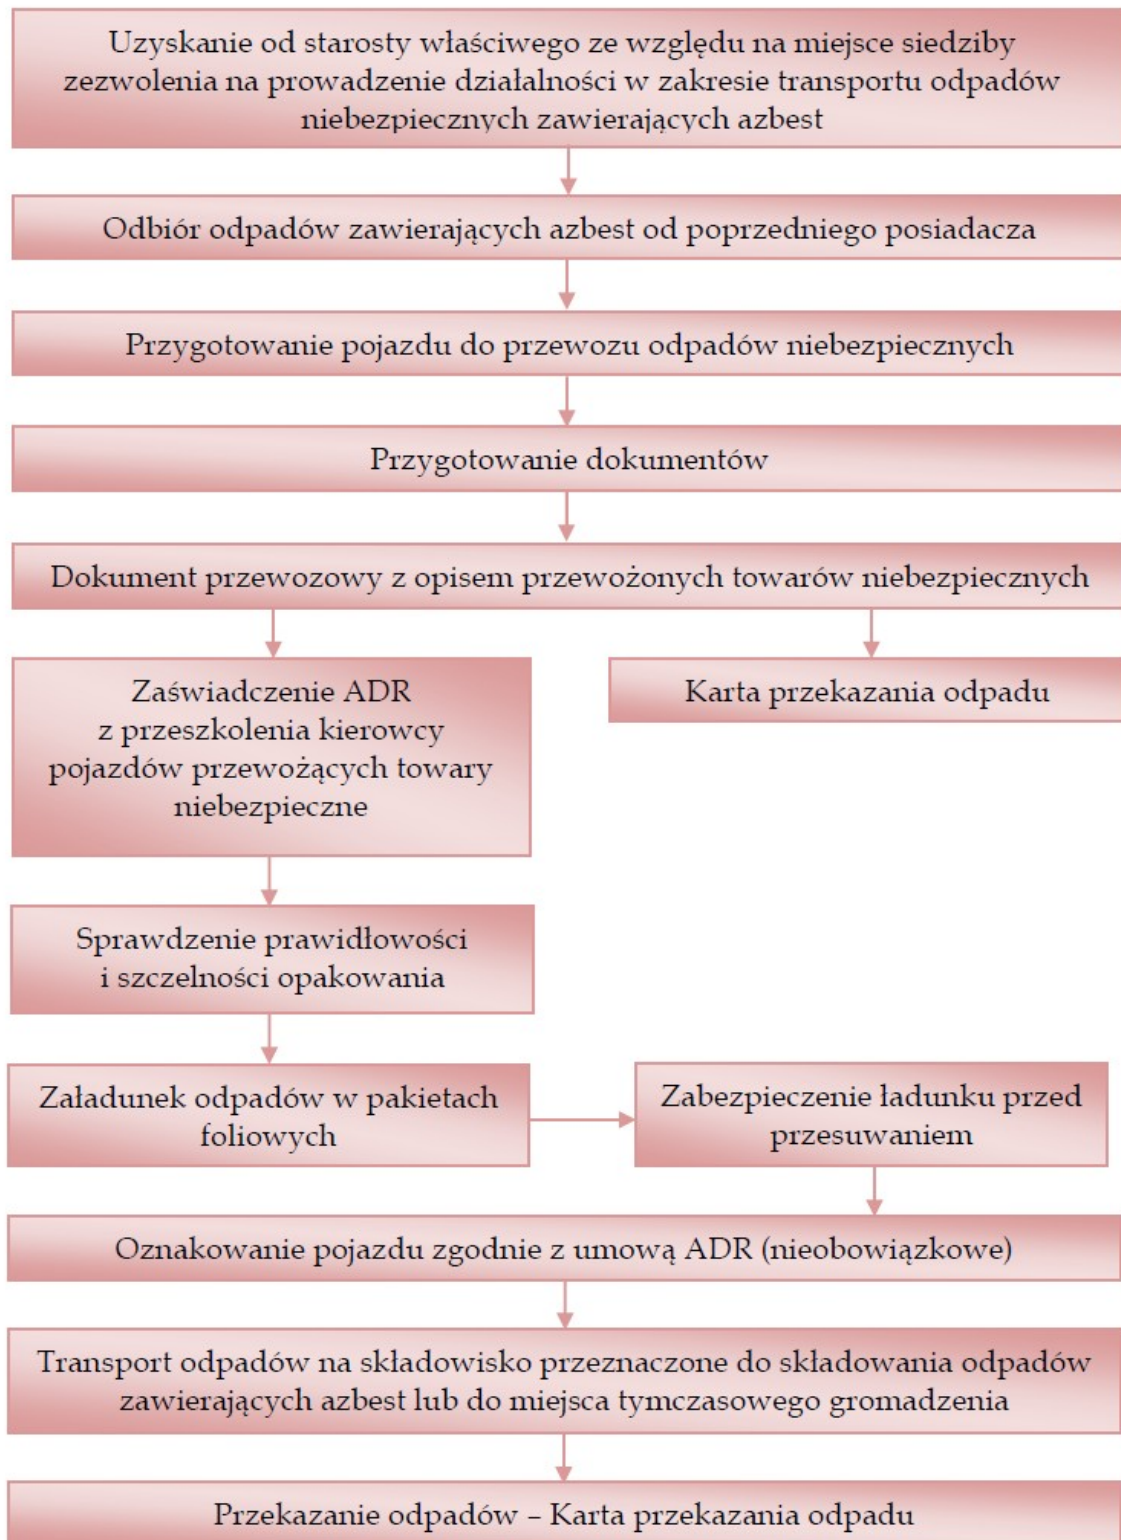 Uzyskanie od starosty właściwego ze względu na miejsce siedziby
zezwolenia na prowadzenie działalności w zakresie transportu odpadów
niebezpiecznych zawierających azbest
Odbiór odpadów zawierających azbest od poprzedniego posiadacza
Przygotowanie pojazdu do przewozu odpadów niebezpiecznych
Przygotowanie dokumentów
Dokument przewozowy z opisem przewożonych towarów niebezpiecznych
Zaświadczenie ADR
z przeszkolenia kierowcy
pojazdów przewożących towary
niebezpieczne
Karta przekazania odpadu
Sprawdzenie prawidłowości
i szczelności opakowania
Załadunek odpadów w pakietach
foliowych
Zabezpieczenie ładunku przed
przesuwaniem
Oznakowanie pojazdu zgodnie z umową ADR (nieobowiązkowe)
Transport odpadów na składowisko przeznaczone do składowania odpadów
zawierających azbest lub do miejsca tymczasowego gromadzenia
Przekazanie odpadów – Karta przekazania odpadu